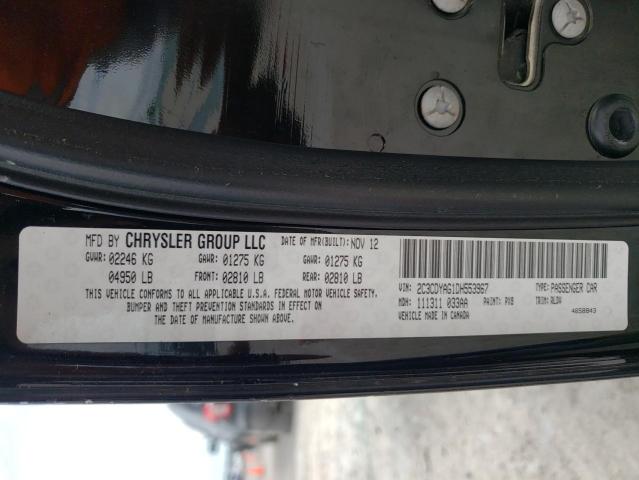 MFD BY CHRYSLER GROUP LLC DATE OF MFR(BUILT): NOV 12
GVWR: 02246 KG GAWR: 01275 KG GAWR: 01275 KG
04950 LB FRONT: 02810 LB REAR: 02810 LB
THIS VEHICLE CONFORMS TO ALL APPLICABLE U.S.A. FEDERAL MOTOR VEHICLE SAFETY,
BUMPER AND THEFT PREVENTION STANDARDS IN EFFECT ON
THE DATE OF MANUFACTURE SHOWN ABOVE.
VIN: 2C3CDYAG1DH553967 TYPE: PASSENGER CAR
MDH: 111311 033AA PAINT: PX8 TRIM: RLDV
VEHICLE MADE IN CANADA 4658843